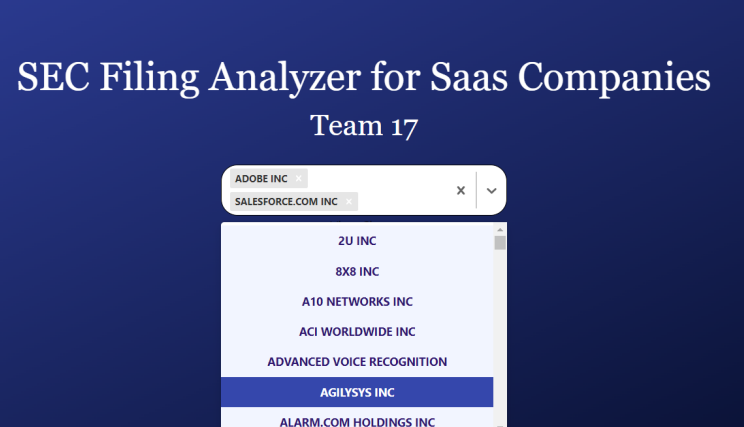 SEC Filing Analyzer for Saas Companies
Team 17
ADOBE INC
SALESFORCE.COM INC
2U INC
8X8 INC
A10 NETWORKS INC
ACI WORLDWIDE INC
ADVANCED VOICE RECOGNITION
AGILYSYS INC
ALARM.COM HOLDINGS INC